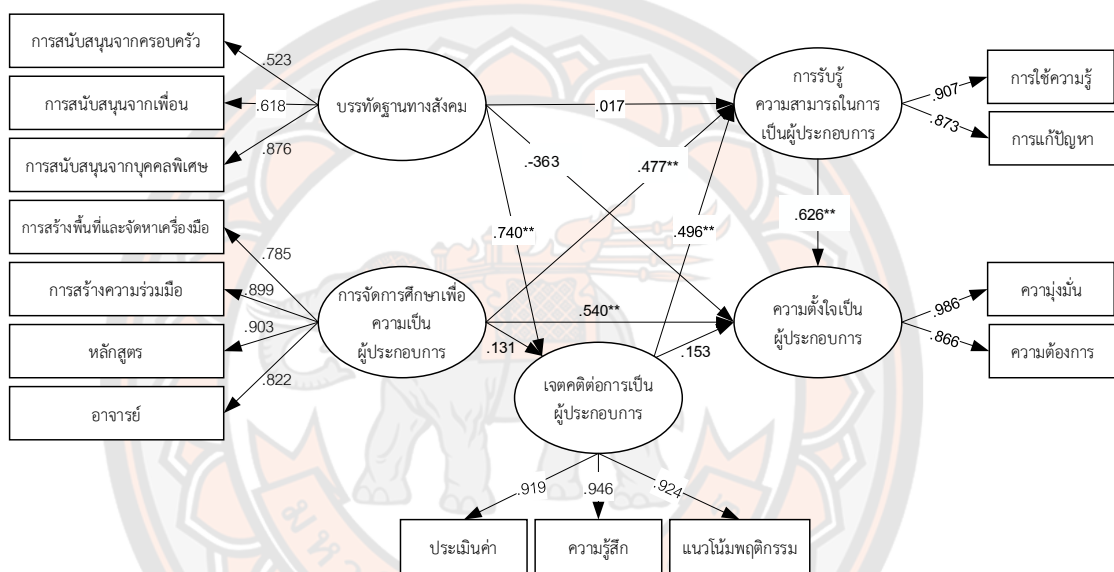 การสนับสนุนจากครอบครัว
.523
การสนับสนุนจากเพื่อน
.618
การสนับสนุนจากบุคคลพิเศษ
.876
บรรทัดฐานทางสังคม
.017
.-363
.740**
การรับรู้
ความสามารถในการ
เป็นผู้ประกอบการ
.907
การใช้ความรู้
.873
การแก้ปัญหา
.477**
.496**
.626**
การสร้างพื้นที่และจัดหาเครื่องมือ
.785
การสร้างความร่วมมือ
.899
หลักสูตร
.903
อาจารย์
.822
การจัดการศึกษาเพื่อ
ความเป็น
ผู้ประกอบการ
.540**
.131
.153
ความตั้งใจเป็น
ผู้ประกอบการ
.986
ความุ่งมั่น
.866
ความต้องการ
เจตคติต่อการเป็น
ผู้ประกอบการ
.919
.946
.924
ประเมินค่า
ความรู้สึก
แนวโน้มพฤติกรรม